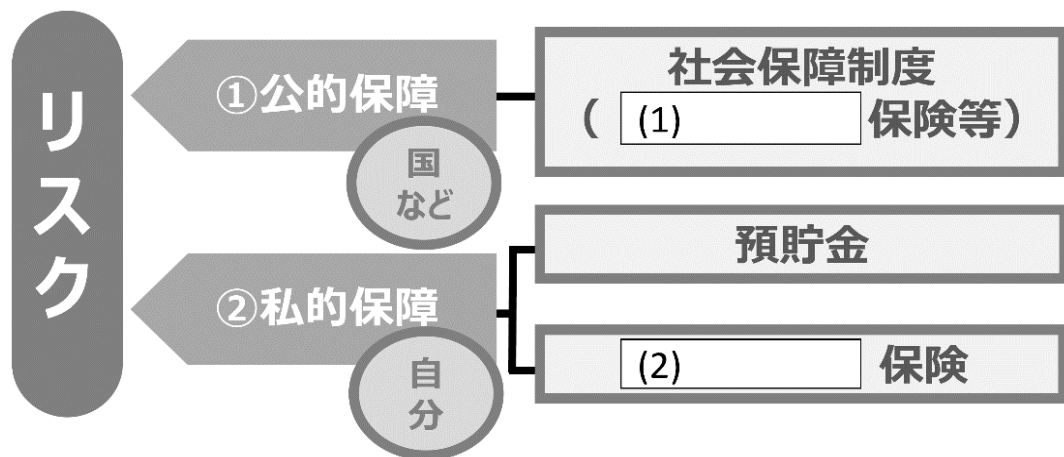 リスク
①公的保障
国
など
社会保障制度
（ (1) 保険等）
②私的保障
自
分
預貯金
(2) 保険